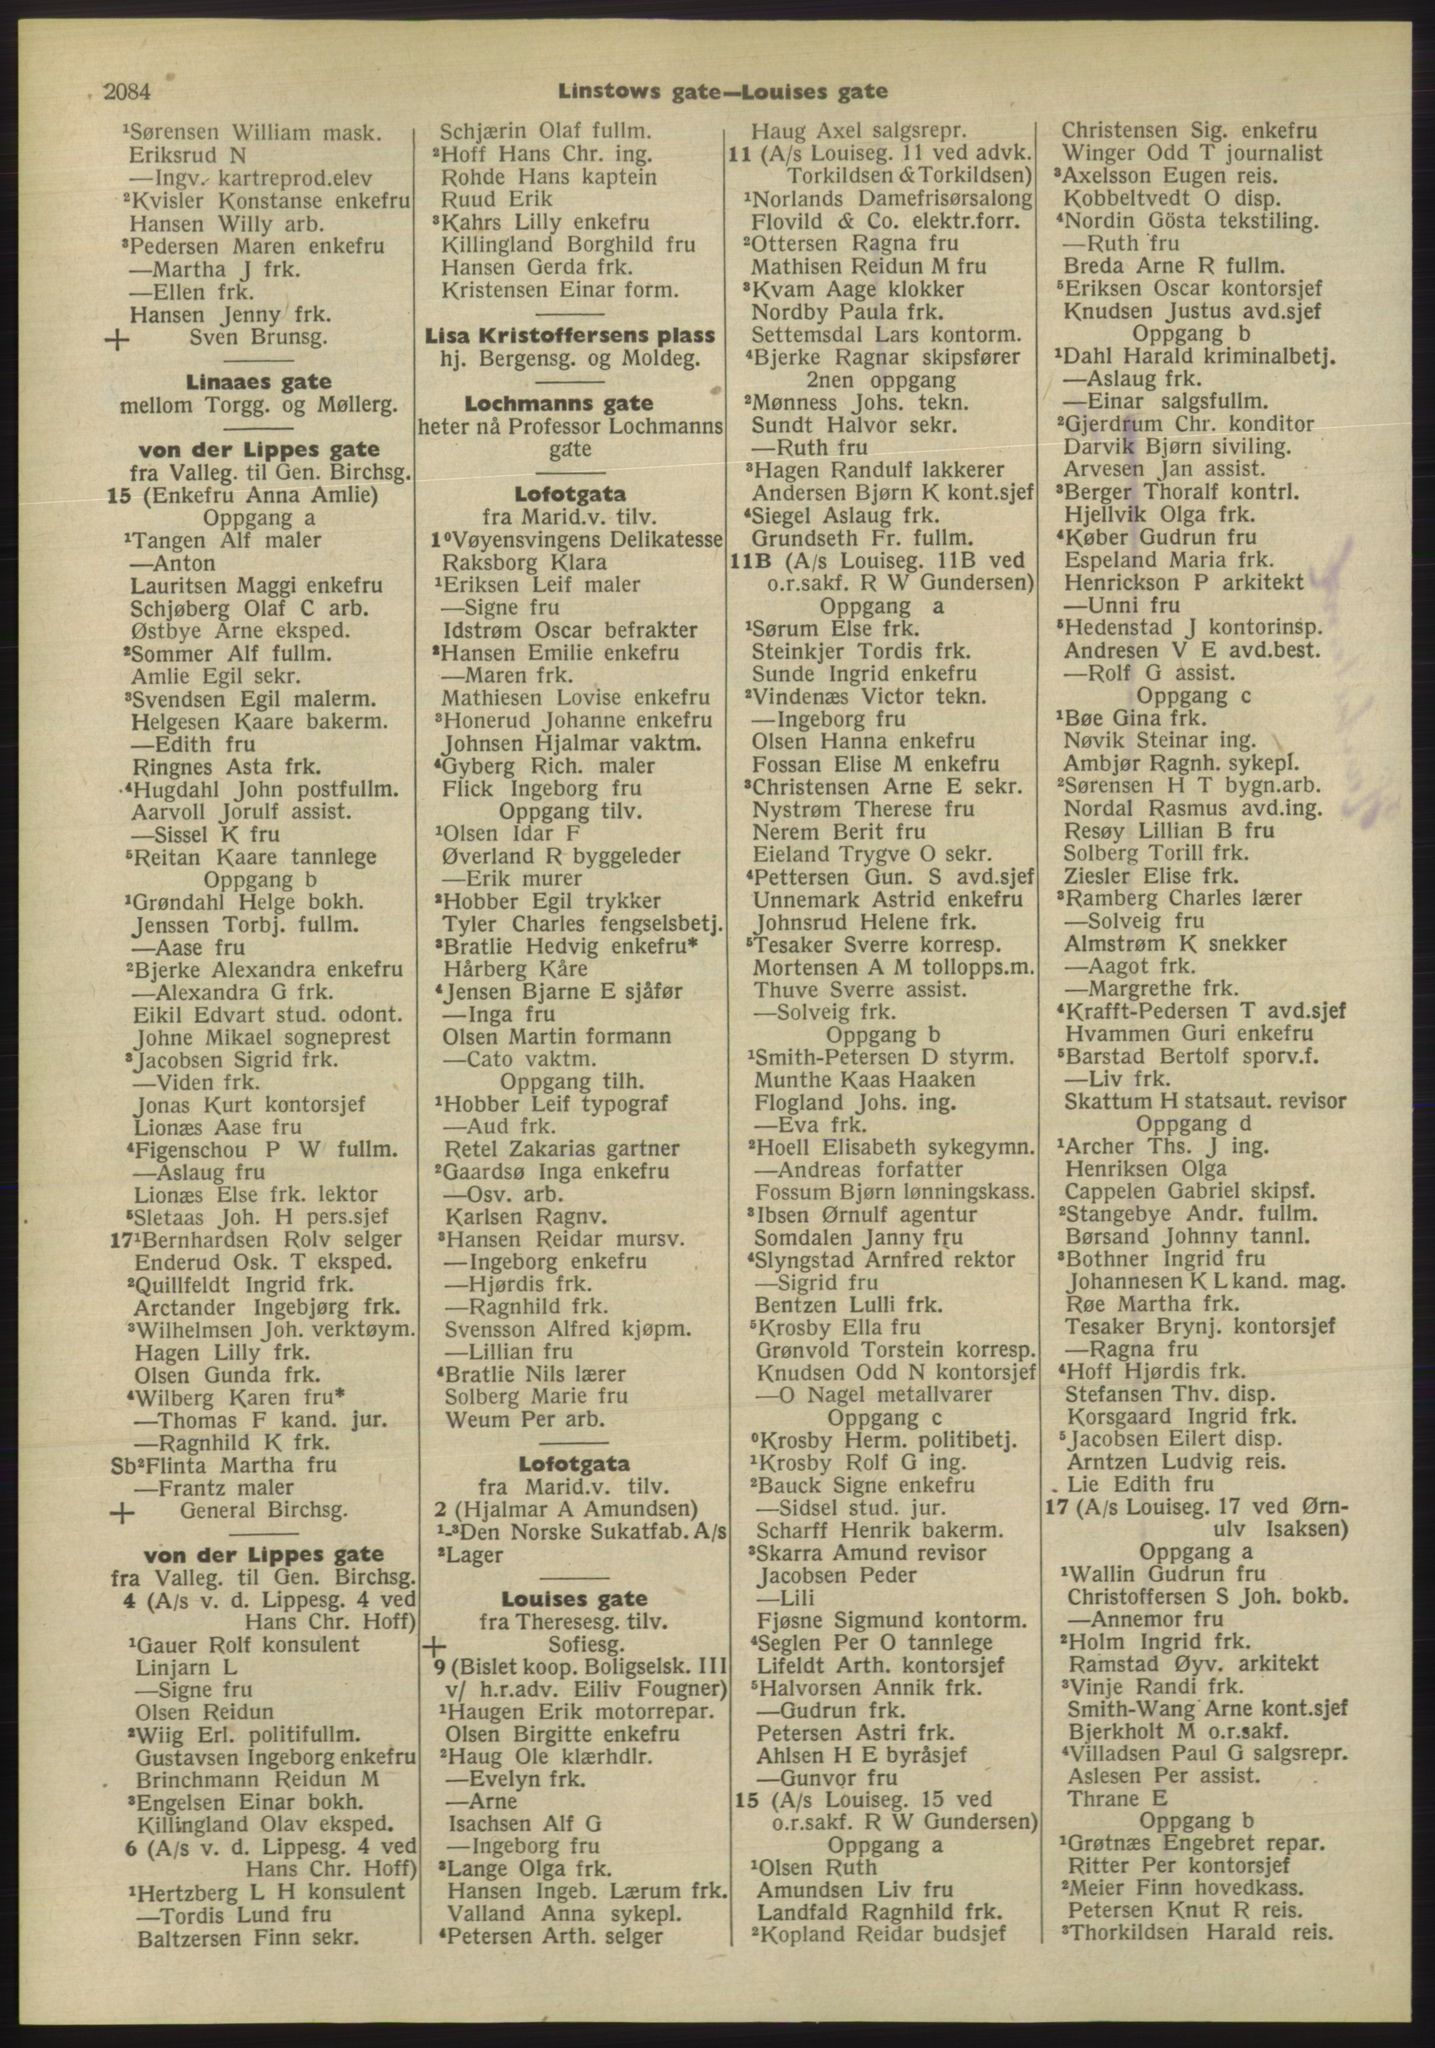 2084
Linstows gate—Louises gate
¹Sørensen William mask.
Eriksrud N
—Ingv. kartreprod.elev
²Kvisler Konstanse enkefru
Hansen Willy arb.
³Pedersen Maren enkefru
—Martha J frk.
—Ellen frk.
Hansen Jenny frk.
+ Sven Brunsg.
Linaaes gate
mellom Torgg. og Møllerg.
von der Lippes gate
fra Valleg. til Gen. Birchsg.
15 (Enkefru Anna Amlie)
Oppgang a
¹Tangen Alf maler
—Anton
Lauritsen Maggi enkefru
Schjøberg Olaf C arb.
Østbye Arne eksped.
²Sommer Alf fullm.
Amlie Egil sekr.
³Svendsen Egil malerm.
Helgesen Kaare bakerm.
—Edith fru
Ringnes Asta frk.
⁴Hugdahl John postfullm.
Aarvoll Jorulf assist.
—Sissel K fru
⁵Reitan Kaare tannlege
Oppgang b
¹Grøndahl Helge bokh.
Jenssen Torbj. fullm.
—Aase fru
²Bjerke Alexandra enkefru
—Alexandra G frk.
Eikil Edvart stud. odont.
Johne Mikael sogneprest
³Jacobsen Sigrid frk.
—Viden frk.
Jonas Kurt kontorsjef
Lionæs Aase fru
⁴Figenschou P W fullm.
—Aslaug fru
Lionæs Else frk. lektor
⁵Sletaas Joh. H pers.sjef
17¹Bernhardsen Rolv selger
Enderud Osk. T eksped.
²Quillfeldt Ingrid frk.
Arctander Ingebjørg frk.
³Wilhelmsen Joh. verktøym.
Hagen Lilly frk.
Olsen Gunda frk.
⁴Wilberg Karen fru*
—Thomas F kand. jur.
—Ragnhild K frk.
Sb²Flinta Martha fru
—Frantz maler
+ General Birchsg.
von der Lippes gate
fra Valleg. til Gen. Birchsg.
4 (A/s v. d. Lippesg. 4 ved
Hans Chr. Hoff)
¹Gauer Rolf konsulent
Linjarn L
—Signe fru
Olsen Reidun
²Wiig Erl. politifullm.
Gustavsen Ingeborg enkefru
Brinchmann Reidun M
³Engelsen Einar bokh.
Killingland Olav eksped.
6 (A/s v. d. Lippesg. 4 ved
Hans Chr. Hoff)
¹Hertzberg L H konsulent
—Tordis Lund fru
Baltzersen Finn sekr.
Schjærin Olaf fullm.
²Hoff Hans Chr. ing.
Rohde Hans kaptein
Ruud Erik
³Kahrs Lilly enkefru
Killingland Borghild fru
Hansen Gerda frk.
Kristensen Einar form.
Lisa Kristoffersens plass
hj. Bergensg. og Moldeg.
Lochmanns gate
heter nå Professor Lochmanns
gate
Lofotgata
fra Marid.v. tilv.
1⁰Vøyensvingens Delikatesse
Raksborg Klara
¹Eriksen Leif maler
—Signe fru
Idstrøm Oscar befrakter
²Hansen Emilie enkefru
—Maren frk.
Mathiesen Lovise enkefru
³Honerud Johanne enkefru
Johnsen Hjalmar vaktm.
⁴Gyberg Rich. maler
Flick Ingeborg fru
Oppgang tilv.
¹Olsen Idar F
Øverland R byggeleder
—Erik murer
²Hobber Egil trykker
Tyler Charles fengselsbetj.
³Bratlie Hedvig enkefru*
Hårberg Kåre
⁴Jensen Bjarne E sjåfør
—Inga fru
Olsen Martin formann
—Cato vaktm.
Oppgang tilh.
¹Hobber Leif typograf
—Aud frk.
Retel Zakarias gartner
²Gaardsø Inga enkefru
—Osv. arb.
Karlsen Ragnv.
³Hansen Reidar mursv.
—Ingeborg enkefru
—Hjørdis frk.
—Ragnhild frk.
Svensson Alfred kjøpm.
—Lillian fru
⁴Bratlie Nils lærer
Solberg Marie fru
Weum Per arb.
Lofotgata
fra Marid.v. tilv.
2 (Hjalmar A Amundsen)
¹-³Den Norske Sukatfab. A/s
²Lager
Louises gate
fra Theresesg. tilv.
+ Sofiesg.
9 (Bislet koop. Boligselsk. III
v/ h.r.adv. Eiliv Fougner)
¹Haugen Erik motorrepar.
Olsen Birgitte enkefru
²Haug Ole klærhdlr.
—Evelyn frk.
—Arne
Isachsen Alf G
—Ingeborg fru
³Lange Olga frk.
Hansen Ingeb. Lærum frk.
Valland Anna sykepl.
⁴Petersen Arth. selger
Haug Axel salgsrepr.
11 (A/s Louiseg. 11 ved advk.
Torkildsen & Torkildsen)
¹Norlands Damefrisørsalong
Flovild & Co. elektr.forr.
²Ottersen Ragna fru
Mathisen Reidun M fru
³Kvam Aage klokker
Nordby Paula frk.
Settemsdal Lars kontorm.
⁴Bjerke Ragnar skipsfører
2nen oppgang
²Mønness Johs. tekn.
Sundt Halvor sekr.
—Ruth fru
³Hagen Randulf lakkerer
Andersen Bjørn K kont.sjef
⁴Siegel Aslaug frk.
Grundseth Fr. fullm.
11B (A/s Louiseg. 11B ved
o.r.sakf. R W Gundersen)
Oppgang a
¹Sørum Else frk.
Steinkjer Tordis frk.
Sunde Ingrid enkefru
²Vindenæs Victor tekn.
—Ingeborg fru
Olsen Hanna enkefru
Fossan Elise M enkefru
³Christensen Arne E sekr.
Nystrøm Therese fru
Nerem Berit fru
Eieland Trygve O sekr.
⁴Pettersen Gun. S avd.sjef
Unnemark Astrid enkefru
Johnsrud Helene frk.
⁵Tesaker Sverre korresp.
Mortensen A M tollopps.m.
Thuve Sverre assist.
—Solveig frk.
Oppgang b
¹Smith-Petersen D styrm.
Munthe Kaas Haaken
Flogland Johs. ing.
—Eva frk.
²Hoell Elisabeth sykegymn.
—Andreas forfatter
Fossum Bjørn lønningskass.
³Ibsen Ørnulf agentur
Somdalen Janny fru
⁴Slyngstad Arnfred rektor
—Sigrid fru
Bentzen Lulli frk.
⁵Krosby Ella fru
Grønvold Torstein korresp.
Knudsen Odd N kontorsjef
—O Nagel metallvarer
Oppgang c
⁰Krosby Herm. politibetj.
¹Krosby Rolf G ing.
²Bauck Signe enkefru
—Sidsel stud. jur.
Scharff Henrik bakerm.
³Skarra Amund revisor
Jacobsen Peder
—Lili
Fjøsne Sigmund kontorm.
⁴Seglen Per O tannlege
Lifeldt Arth. kontorsjef
⁵Halvorsen Annik frk.
—Gudrun frk.
Petersen Astri frk.
Ahlsen H E byråsjef
—Gunvor fru
15 (A/s Louiseg. 15 ved
o.r.sakf. R W Gundersen)
Oppgang a
¹Olsen Ruth
Amundsen Liv fru
Landfald Ragnhild frk.
²Kopland Reidar budsjef
Christensen Sig. enkefru
Winger Odd T journalist
³Axelsson Eugen reis.
Kobbeltvedt O disp.
⁴Nordin Gösta tekstiling.
—Ruth fru
Breda Arne R fullm.
⁵Eriksen Oscar kontorsjef
Knudsen Justus avd.sjef
Oppgang b
¹Dahl Harald kriminalbetj.
—Aslaug frk.
—Einar salgsfullm.
²Gjerdrum Chr. konditor
Darvik Bjørn siviling.
Arvesen Jan assist.
³Berger Thoralf kontrl.
Hjellvik Olga frk.
⁴Køber Gudrun fru
Espeland Maria frk.
Henrickson P arkitekt
—Unni fru
⁵Hedenstad J kontorinsp.
Andresen V E avd.best.
—Rolf G assist.
Oppgang c
¹Bøe Gina frk.
Nøvik Steinar ing.
Ambjør Ragnh. sykepl.
²Sørensen H T bygn.arb.
Nordal Rasmus avd.ing.
Resøy Lillian B fru
Solberg Torill frk.
Ziesler Elise frk.
³Ramberg Charles lærer
—Solveig fru
Almstrøm K snekker
—Aagot frk.
—Margrethe frk.
⁴Krafft-Pedersen T avd.sjef
Hvammen Guri enkefru
⁵Barstad Bertolf sporv.f.
—Liv frk.
Skattum H statsaut. revisor
Oppgang d
¹Archer Ths. J ing.
Henriksen Olga
Cappelen Gabriel skipsf.
²Stangebye Andr. fullm.
Børsand Johnny tannl.
³Bothner Ingrid fru
Johannesen K L kand. mag.
Røe Martha frk.
Tesaker Brynj. kontorsjef
—Ragna fru
⁴Hoff Hjørdis frk.
Stefansen Thv. disp.
Korsgaard Ingrid frk.
⁵Jacobsen Eilert disp.
Arntzen Ludvig reis.
Lie Edith fru
17 (A/s Louiseg. 17 ved Ørn-
ulv Isaksen)
Oppgang a
¹Wallin Gudrun fru
Christoffersen S Joh. bokb.
—Annemor fru
²Holm Ingrid frk.
Ramstad Øyv. arkitekt
³Vinje Randi frk.
Smith-Wang Arne kont.sjef
Bjerkholt M o.r.sakf.
⁴Villadsen Paul G salgsrepr.
Aslesen Per assist.
Thrane E
Oppgang b
¹Grøtnæs Engebret repar.
Ritter Per kontorsjef
²Meier Finn hovedkass.
Petersen Knut R reis.
³Thorkildsen Harald reis.